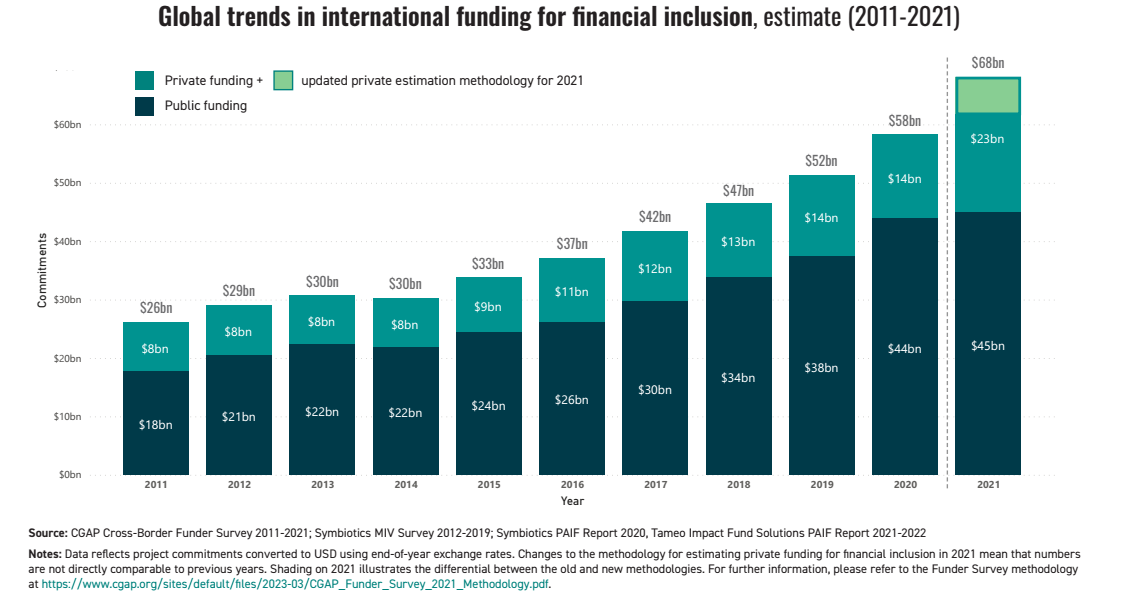 Global trends in international funding for financial inclusion, estimate (2011-2021)
$68bn
Private funding + updated private estimation methodology for 2021
Public funding
$60bn
$58bn
$23bn
$52bn
$50bn
$47bn
$14bn
$42bn
$14bn
$40bn
$37bn
$13bn
$33bn
$12bn
Commitments
$30bn
$30bn
$30bn
$29bn
$26bn
$11bn
$9bn
$8bn
$8bn
$8bn
$8bn
$20bn
$45bn
$44bn
$38bn
$34bn
$30bn
$26bn
$24bn
$22bn
$22bn
$21bn
$18bn
$10bn
$0bn
2011 2012 2013 2014 2015 2016 2017 2018 2019 2020 2021
Year
Source: CGAP Cross-Border Funder Survey 2011-2021; Symbiotics MIV Survey 2012-2019; Symbiotics PAIF Report 2020, Tameo Impact Fund Solutions PAIF Report 2021-2022
Notes: Data reflects project commitments converted to USD using end-of-year exchange rates. Changes to the methodology for estimating private funding for financial inclusion in 2021 mean that numbers
are not directly comparable to previous years. Shading on 2021 illustrates the differential between the old and new methodologies. For further information, please refer to the Funder Survey methodology
at https://www.cgap.org/sites/default/files/2023-03/CGAP_Funder_Survey_2021_Methodology.pdf.